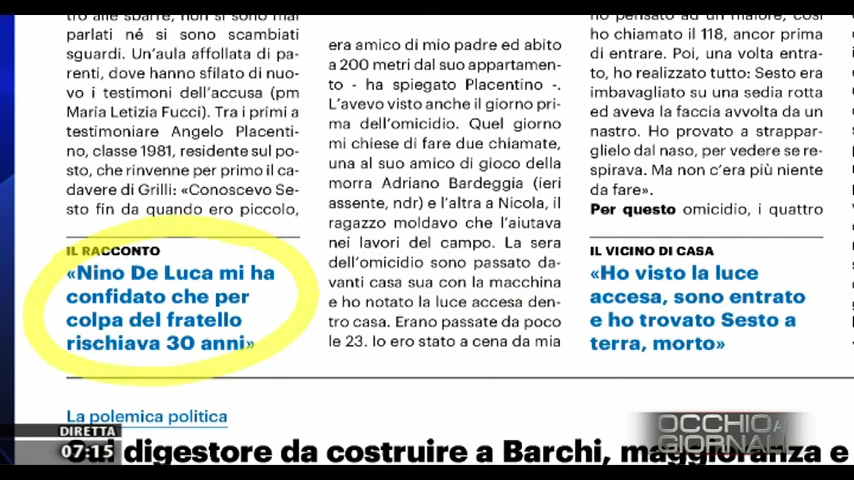 tro alle sbarre, non si sono mai
parlati né si sono scambiati
sguardi. Un'aula affollata di pa-
renti, dove hanno sfilato di nuo-
vo i testimoni dell'accusa (pm
Maria Letizia Fucci). Tra i primi a
testimoniare Angelo Placenti-
no, classe 1981, residente sul po-
sto, che rinvenne per primo il ca-
davere di Grilli: «Conoscevo Se-
sto fin da quando ero piccolo,
IL RACCONTO
«Nino De Luca mi ha
confidato che per
colpa del fratello
rischiava 30 anni»
era amico di mio padre ed abito
a 200 metri dal suo appartamen-
to - ha spiegato Placentino -.
L'avevo visto anche il giorno pri-
ma dell'omicidio. Quel giorno
mi chiese di fare due chiamate,
una al suo amico di gioco della
morra Adriano Bardeggia (ieri
assente, ndr) e l'altra a Nicola, il
ragazzo moldavo che l'aiutava
nei lavori del campo. La sera
dell'omicidio sono passato da-
vanti casa sua con la macchina
e ho notato la luce accesa den-
tro casa. Erano passate da poco
le 23. Io ero stato a cena da mia
ho pensato ad un malore, così
ho chiamato il 118, ancor prima
di entrare. Poi, una volta entra-
to, ho realizzato tutto: Sesto era
imbavagliato su una sedia rotta
ed aveva la faccia avvolta da un
nastro. Ho provato a strappar-
glielo dal naso, per vedere se re-
spirava. Ma non c'era più niente
da fare».
Per questo omicidio, i quattro
IL VICINO DI CASA
«Ho visto la luce
accesa, sono entrato
e ho trovato Sesto a
terra, morto»
La polemica politica
Sul digestore da costruire a Barchi, maggioranza e
DIRETTA
07:15
OCCHIO AI
GIORNALI